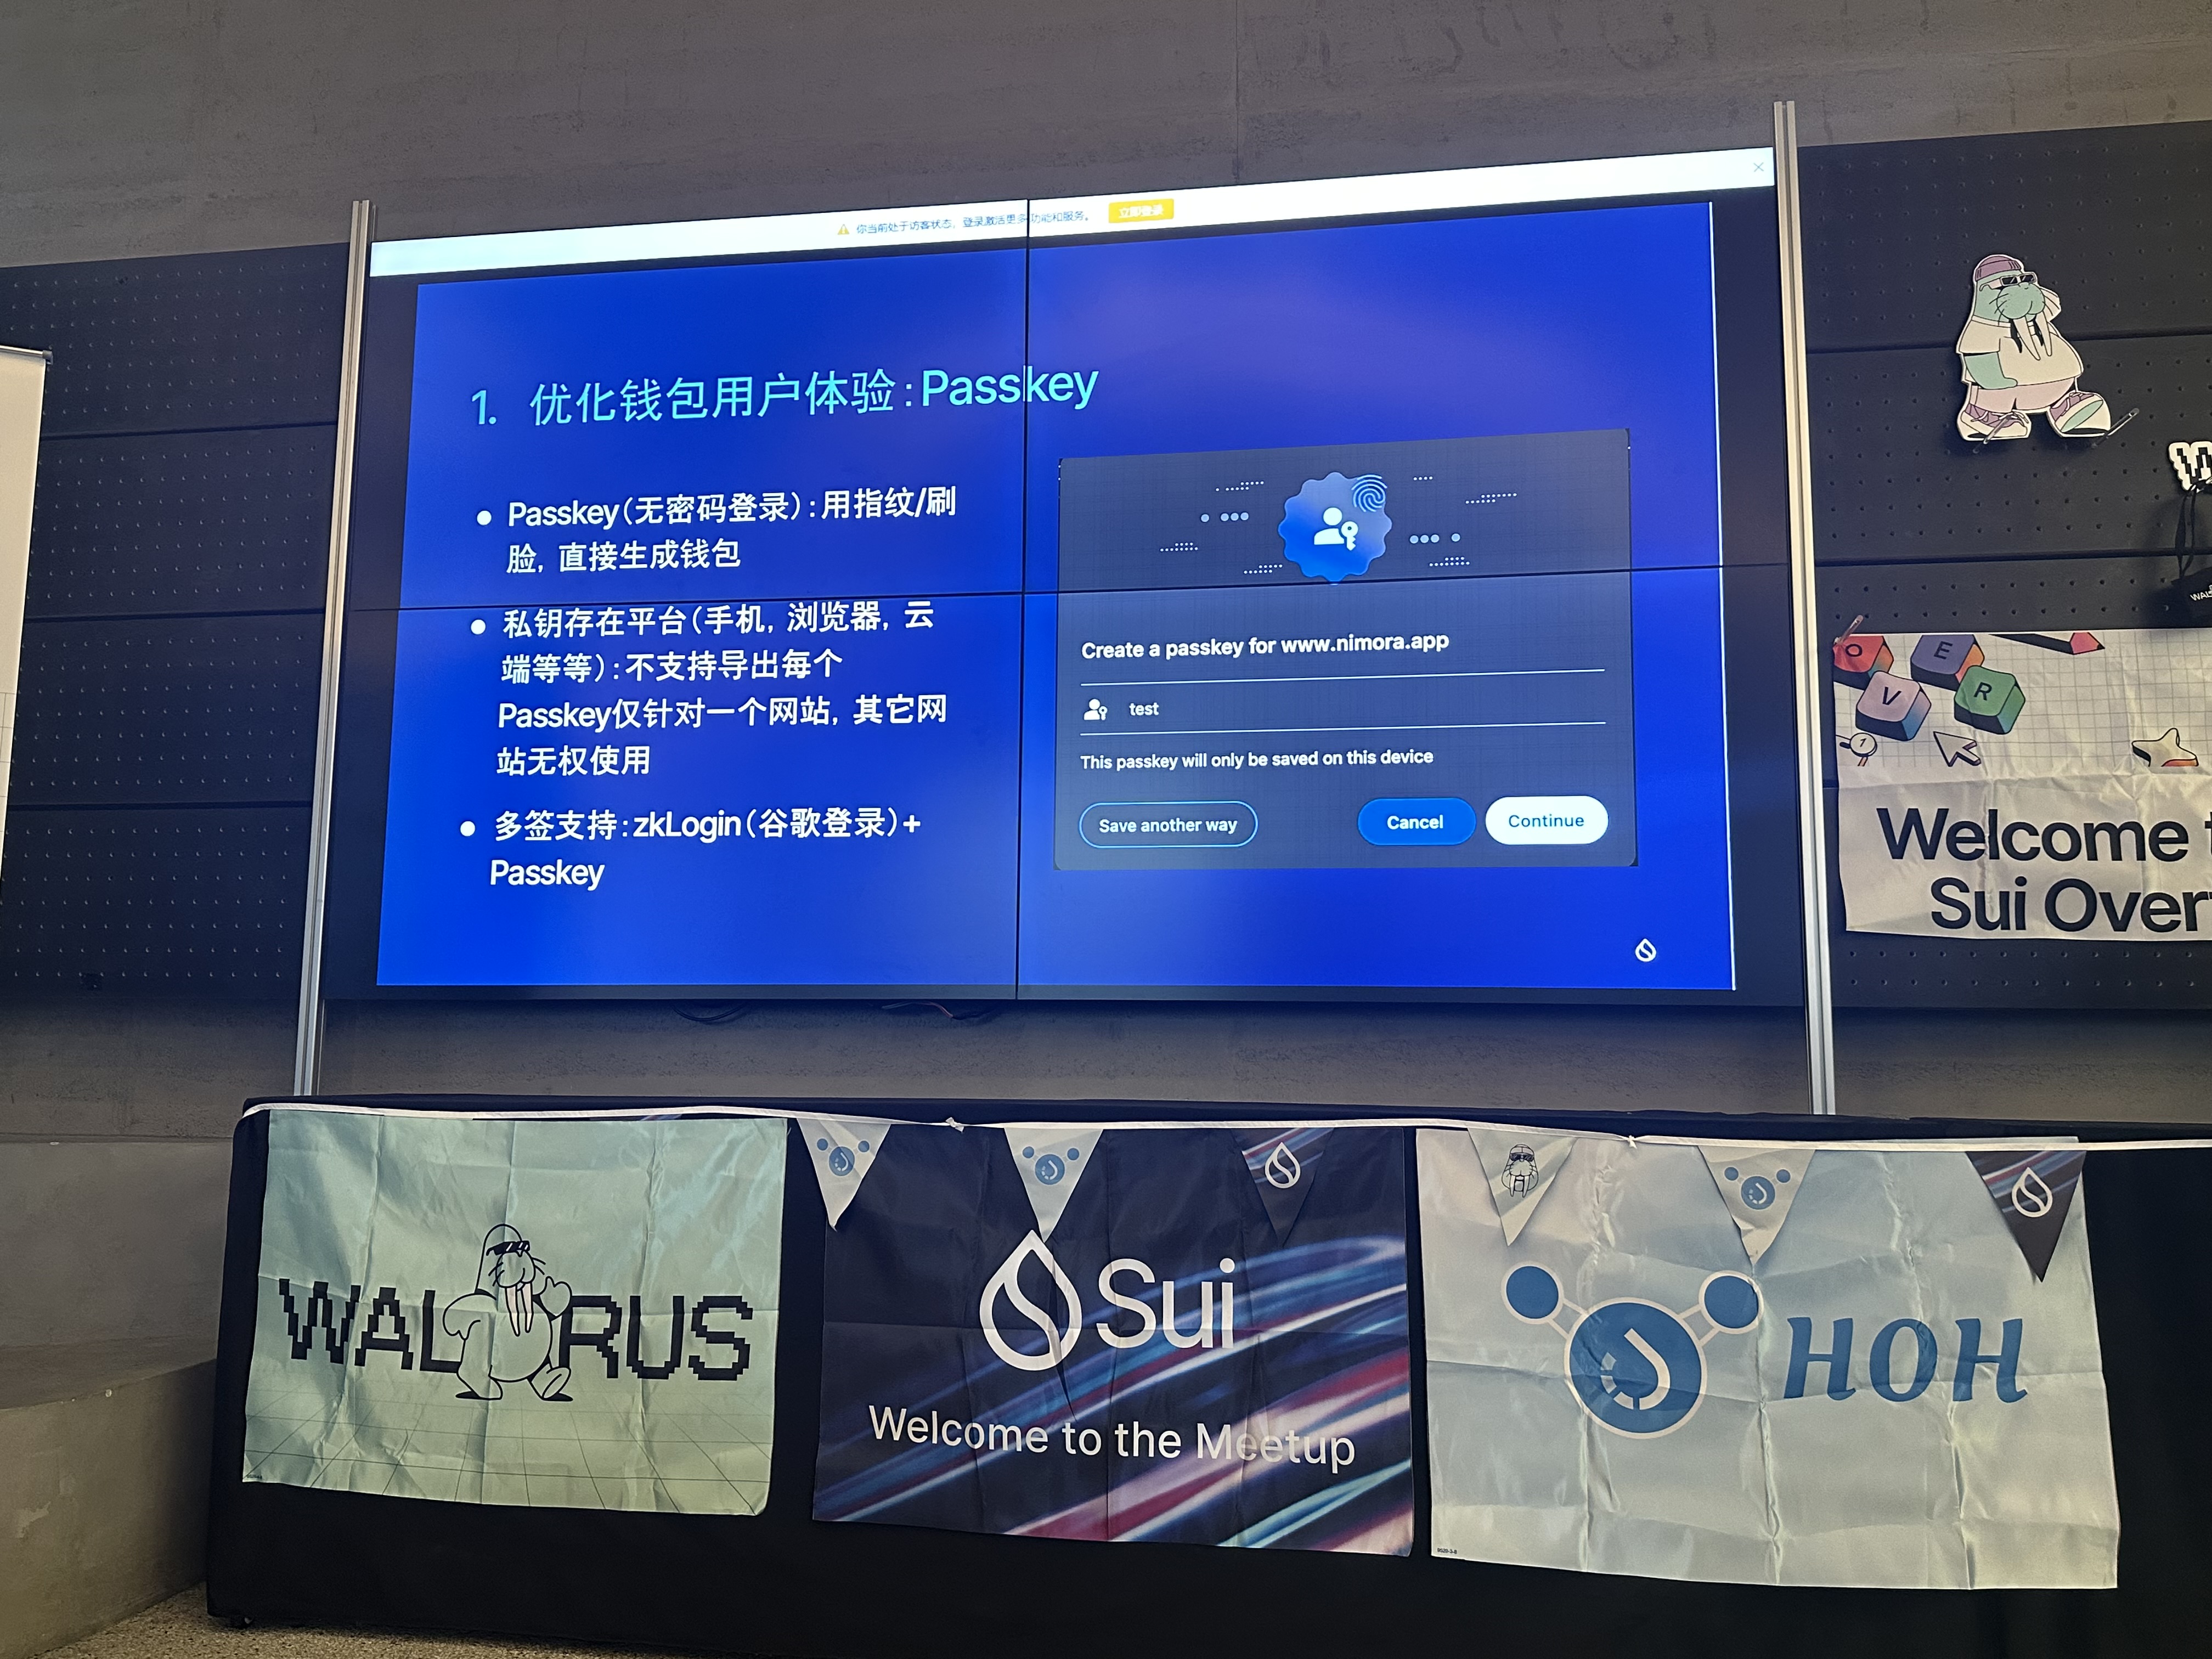 你当前处于访客状态，登录激活更多功能和服务。 立即登录
1. 优化钱包用户体验：Passkey
● Passkey（无密码登录）：用指纹/刷
脸，直接生成钱包
● 私钥存在平台（手机，浏览器，云
端等等）：不支持导出每个
Passkey仅针对一个网站，其它网
站无权使用
● 多签支持：zkLogin（谷歌登录）+
Passkey
Create a passkey for www.nimora.app
test
This passkey will only be saved on this device
Save another way
Cancel
Continue
O
E
V
R
Welcome
Sui
WALRUS
Sui
Welcome to the Meetup
HOH